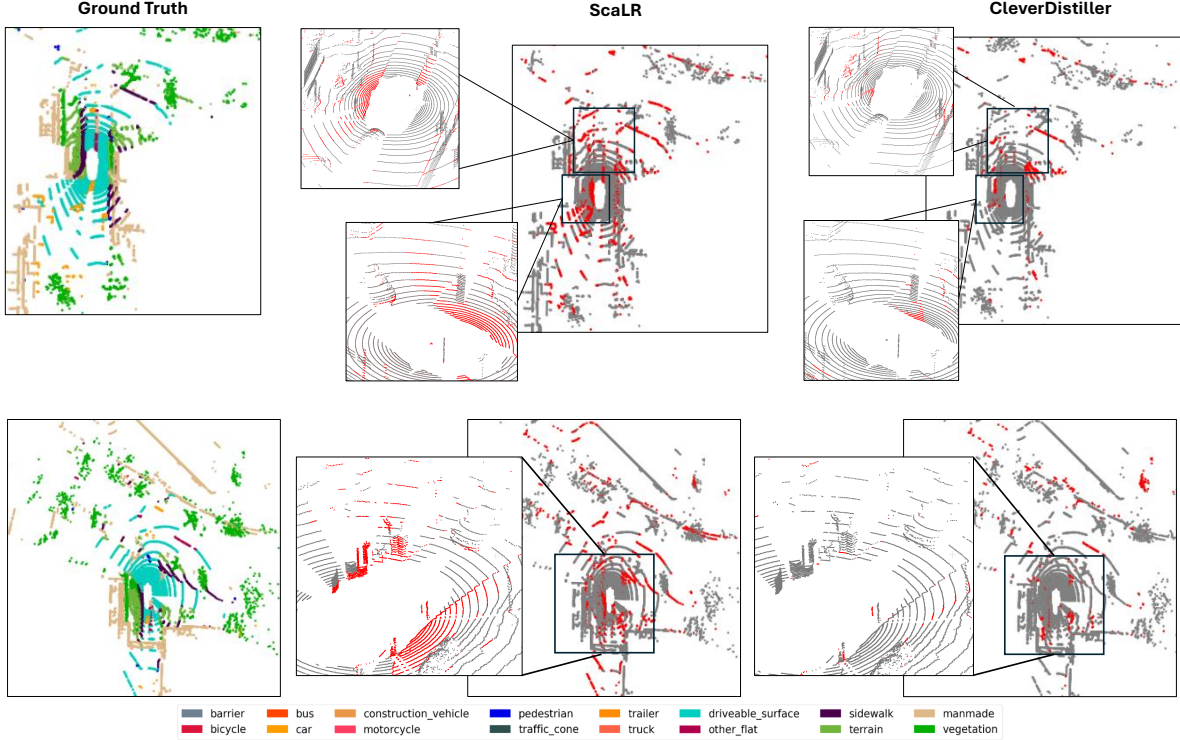 Ground Truth
ScaLR
CleverDistiller
barrier
bus
construction_vehicle
pedestrian
trailer
driveable_surface
sidewalk
manmade
bicycle
car
motorcycle
traffic_cone
truck
other_flat
terrain
vegetation